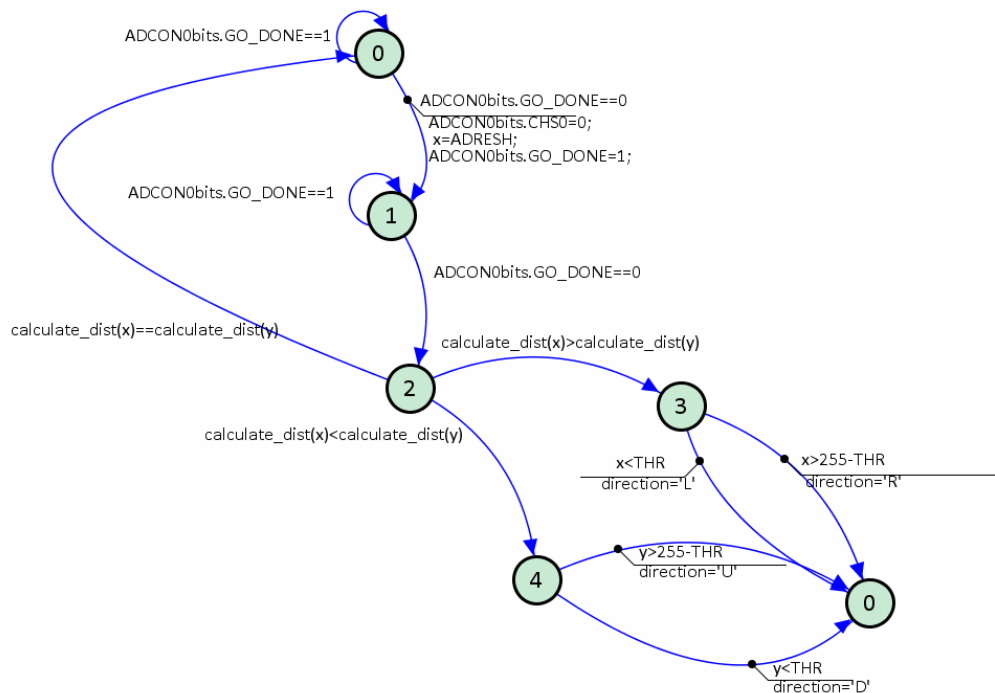 ADCON0bits.GO_DONE==1
0
ADCON0bits.GO_DONE==0
ADCON0bits.CHS0=0;
x=ADRESH;
ADCON0bits.GO_DONE=1;
ADCON0bits.GO_DONE==1
1
ADCON0bits.GO_DONE==0
calculate_dist(x)==calculate_dist(y)
calculate_dist(x)>calculate_dist(y)
2
3
calculate_dist(x)<calculate_dist(y)
x<THR
direction='L'
x>255-THR
direction='R'
y>255-THR
direction='U'
4
0
y<THR
direction='D'